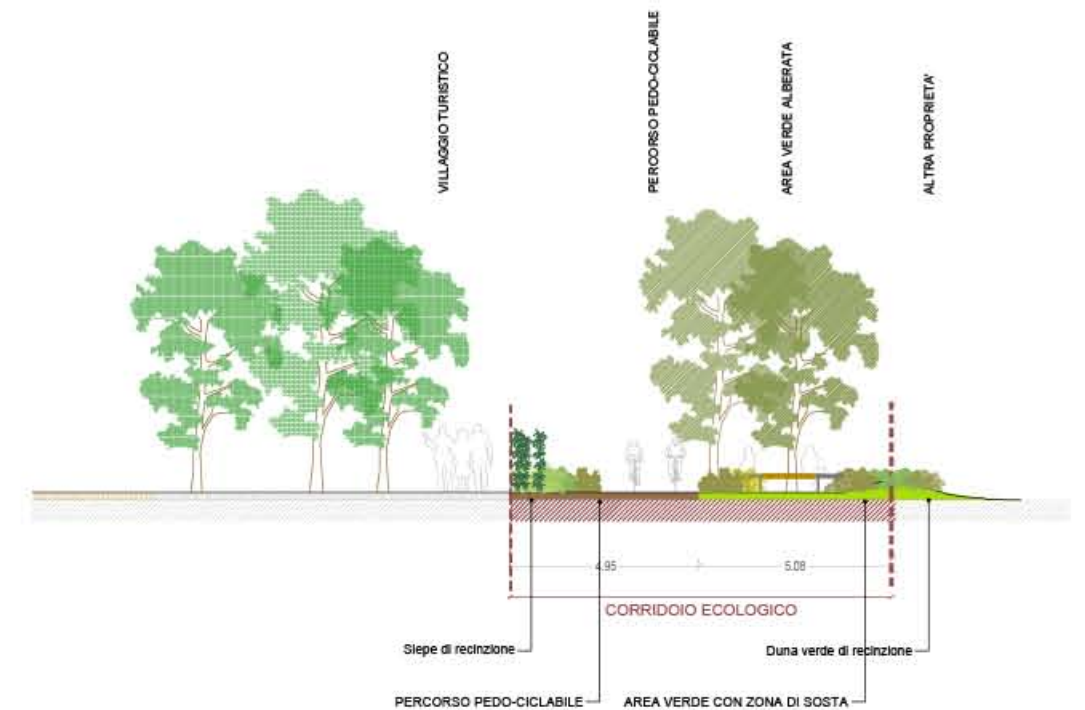 VILLAGGIO TURISTICO
PERCORSO PEDO-CICLABILE
AREA VERDE ALBERATA
ALTRA PROPRIETA'
4.95
5.08
CORRIDOIO ECOLOGICO
Siepe di recinzione
Duna verde di recinzione
PERCORSO PEDO-CICLABILE
AREA VERDE CON ZONA DI SOSTA